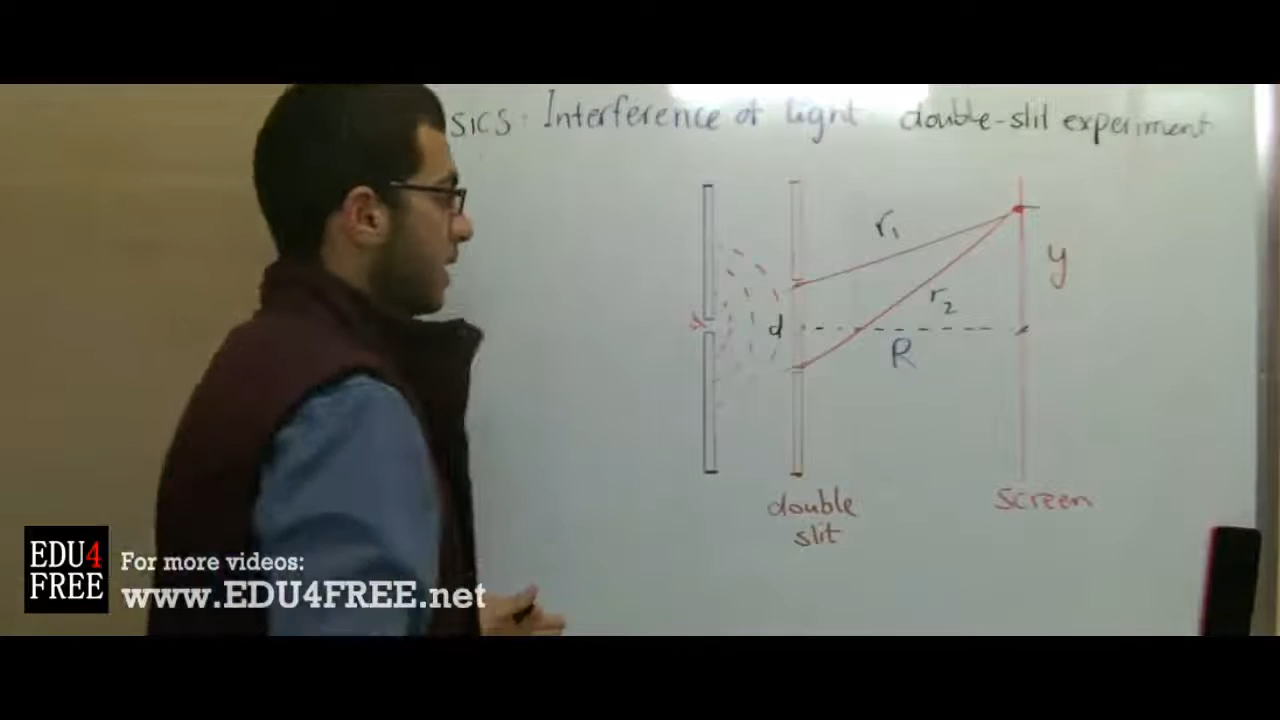 SICS: Interference of light double-slit experiment
r₁
y
r₂
d
R
double
slit
screen
EDU4
FREE
For more videos:
www.EDU4FREE.net